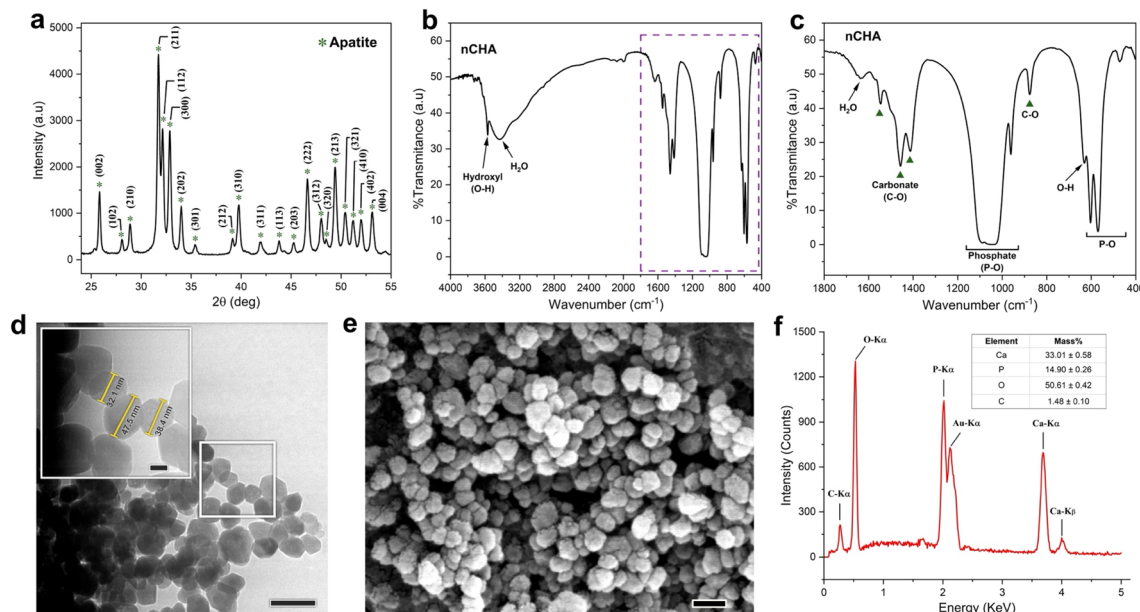 a
* Apatite
Intensity (a.u)
5000
4000
3000
2000
1000
0
(002)
(102)
(210)
(211)
(112)
(300)
(202)
(301)
(212)
(310)
(311)
(113)
(203)
(222)
(312)
(320)
(213)
(321)
(410)
(402)
(004)
25 30 35 40 45 50 55
2θ (deg)
b
nCHA
%Transmitance (a.u)
65
60
50
40
30
20
10
0
Hydroxyl
(O-H)
H2O
4400 4000 3600 3200 2800 2400 2000 1600 1200 800 400
Wavenumber (cm-1)
c
nCHA
%Transmitance (a.u)
65
60
50
40
30
20
10
0
H2O
Carbonate
(C-O)
Phosphate
(P-O)
C-O
O-H
P-O
1800 1600 1400 1200 1000 800 600 400
Wavenumber (cm-1)
d
32.1 nm
47.5 nm
38.4 nm
e
f
Intensity (Counts)
1500
1200
900
600
300
0
C-Kα
O-Kα
P-Kα
Au-Kα
Ca-Kα
Ca-Kβ
Element Mass%
Ca 33.01 ± 0.58
P 14.90 ± 0.26
O 50.61 ± 0.42
C 1.48 ± 0.10
0 1 2 3 4 5
Energy (KeV)